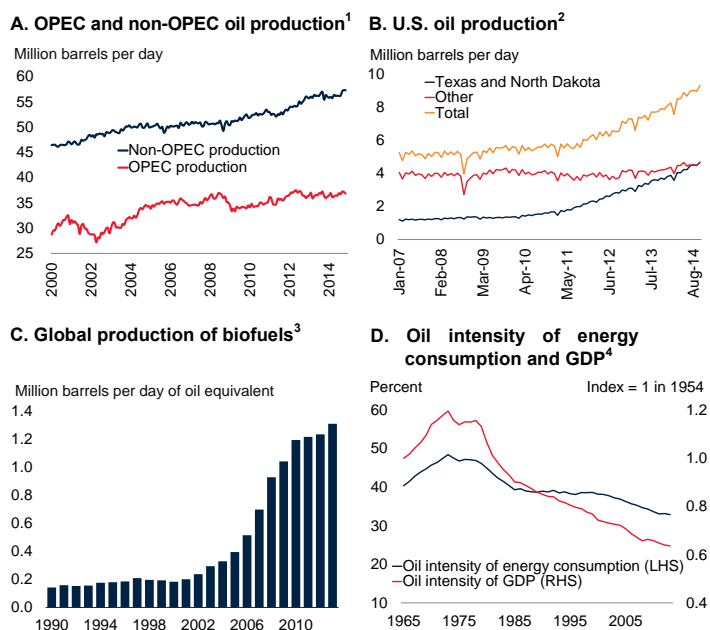 A. OPEC and non-OPEC oil production1
Million barrels per day
60
55
50
45
40
35
30
25
Non-OPEC production
OPEC production
2000
2002
2004
2006
2008
2010
2012
2014
B. U.S. oil production2
Million barrels per day
10
8
6
4
2
0
Texas and North Dakota
Other
Total
Jan-07
Feb-08
Mar-09
Apr-10
May-11
Jun-12
Jul-13
Aug-14
C. Global production of biofuels3
Million barrels per day of oil equivalent
1.4
1.2
1.0
0.8
0.6
0.4
0.2
0.0
1990
1994
1998
2002
2006
2010
D. Oil intensity of energy
consumption and GDP4
Percent
Index = 1 in 1954
60
50
40
30
20
10
1.2
1.0
0.8
0.6
0.4
Oil intensity of energy consumption (LHS)
Oil intensity of GDP (RHS)
1965
1975
1985
1995
2005